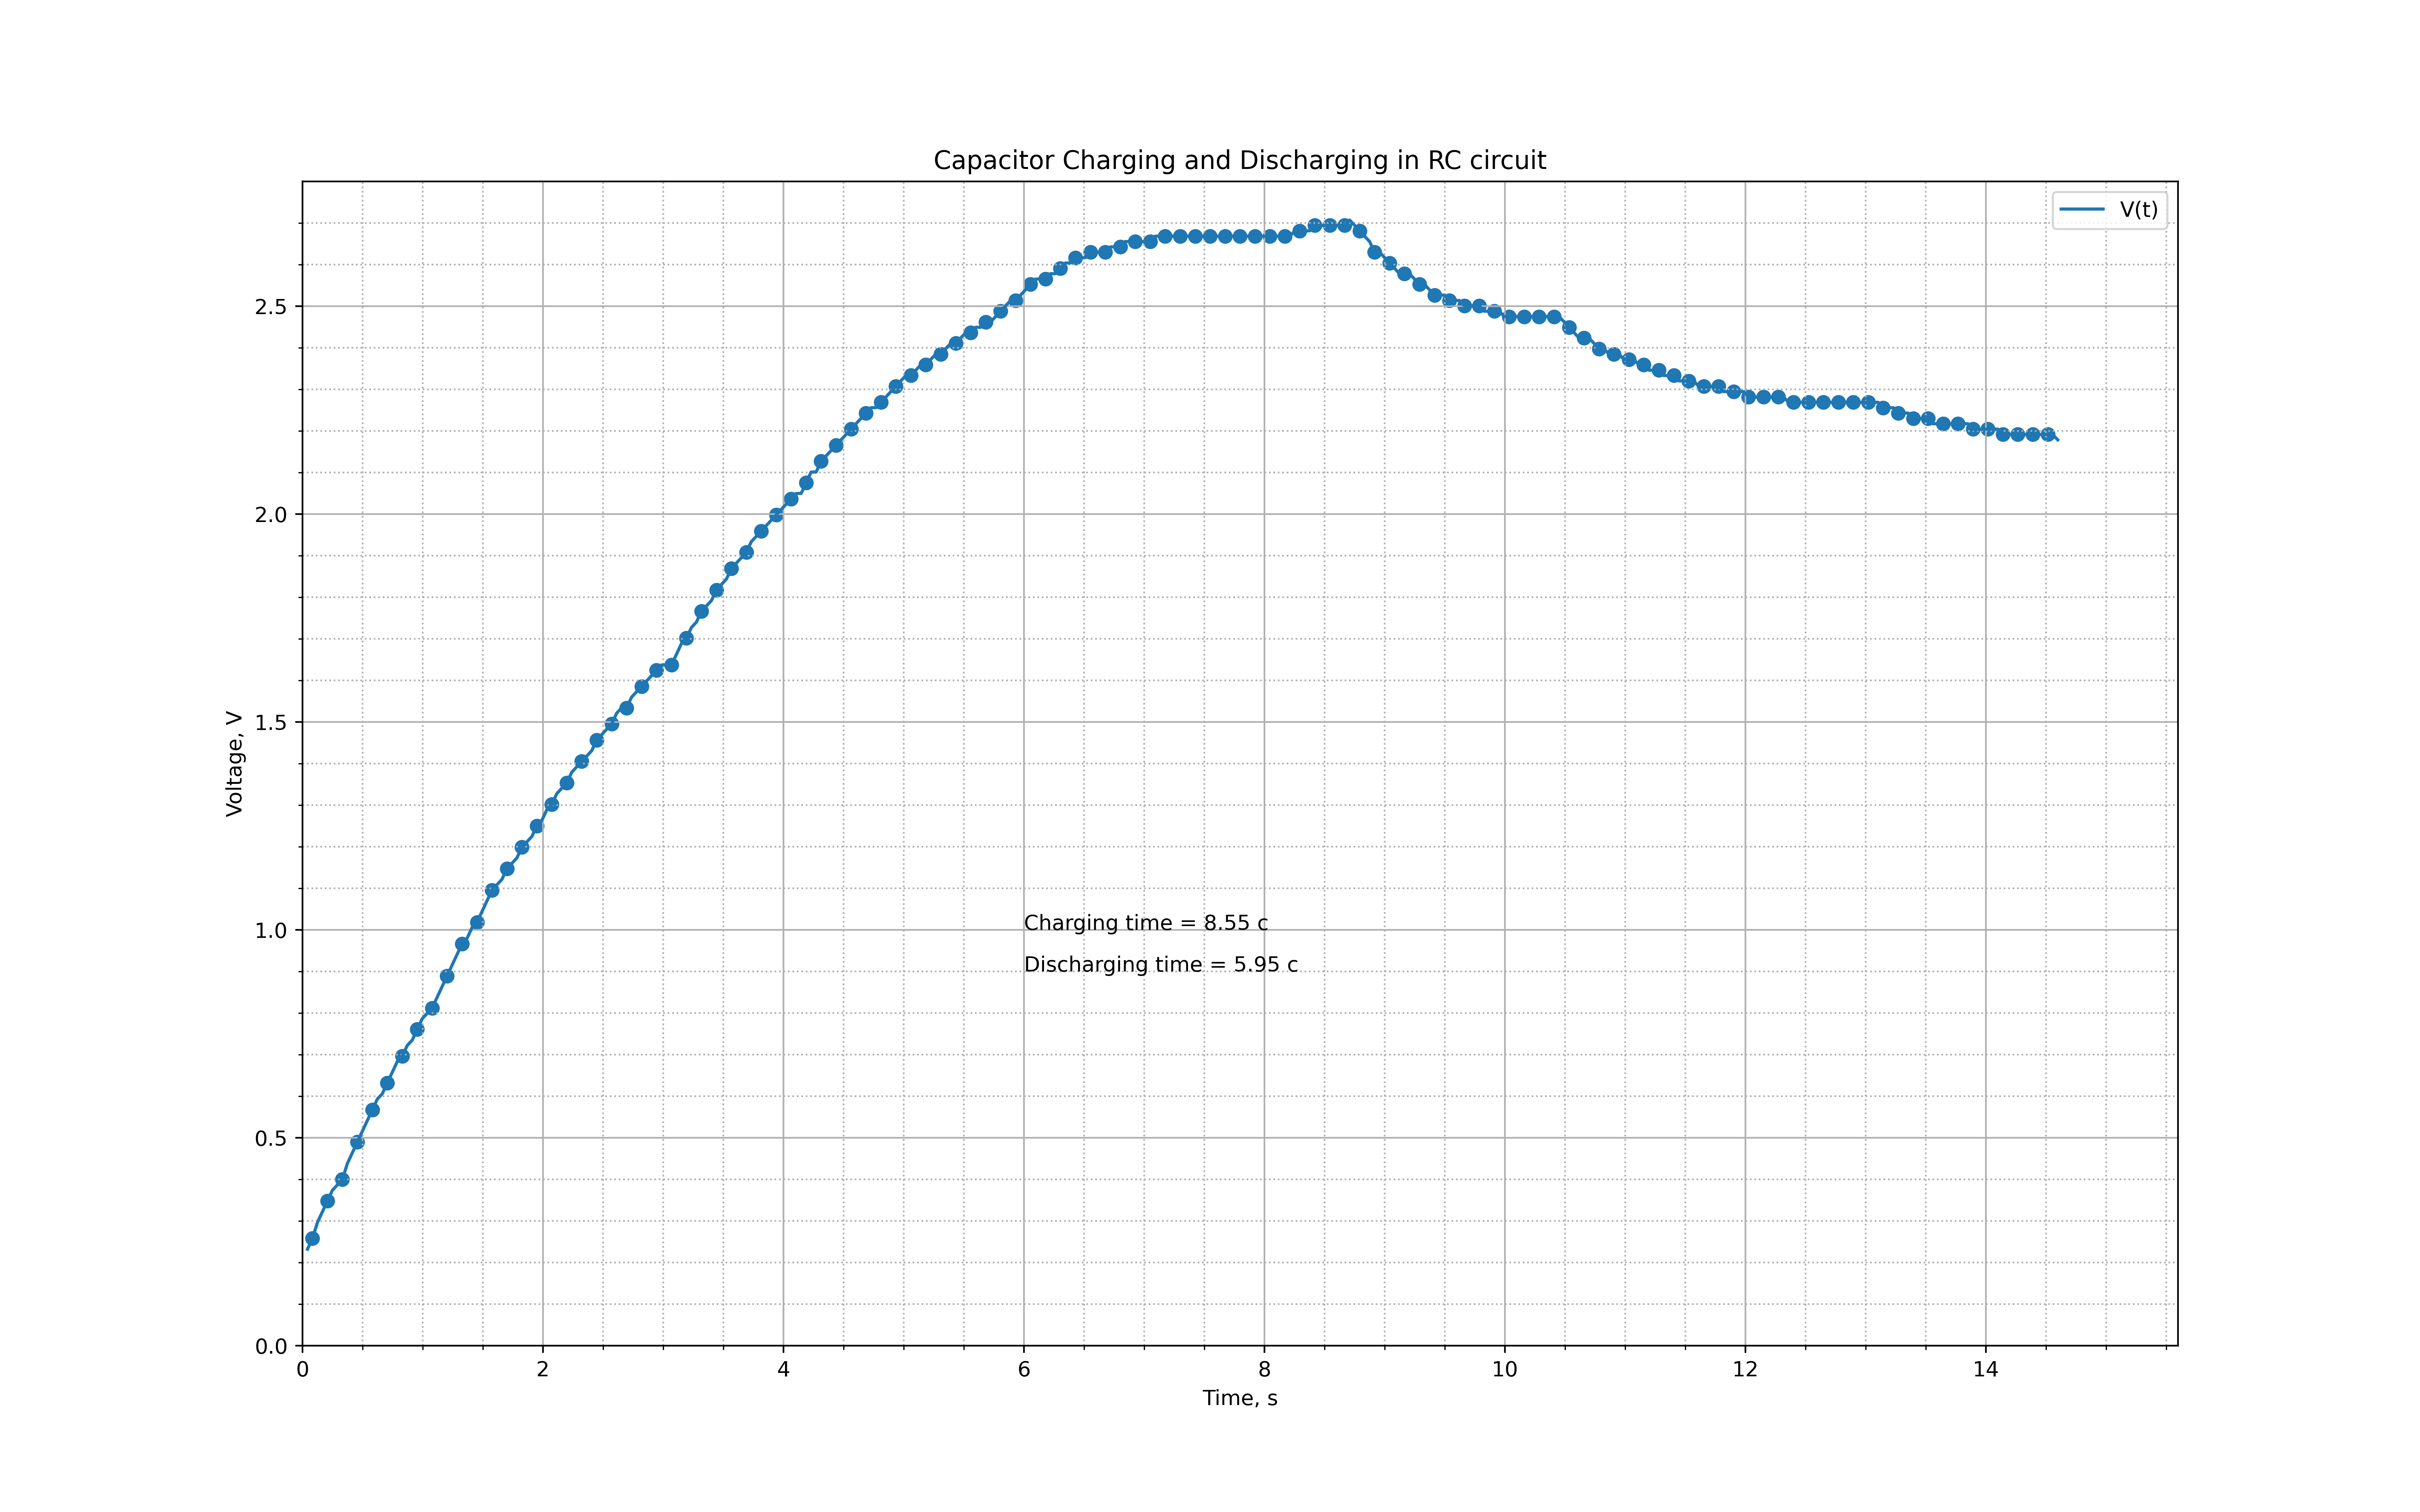 Capacitor Charging and Discharging in RC circuit
V(t)
2.5
2.0
1.5
1.0
0.5
0.0
Voltage, V
Charging time = 8.55 c
Discharging time = 5.95 c
0 2 4 6 8 10 12 14
Time, s